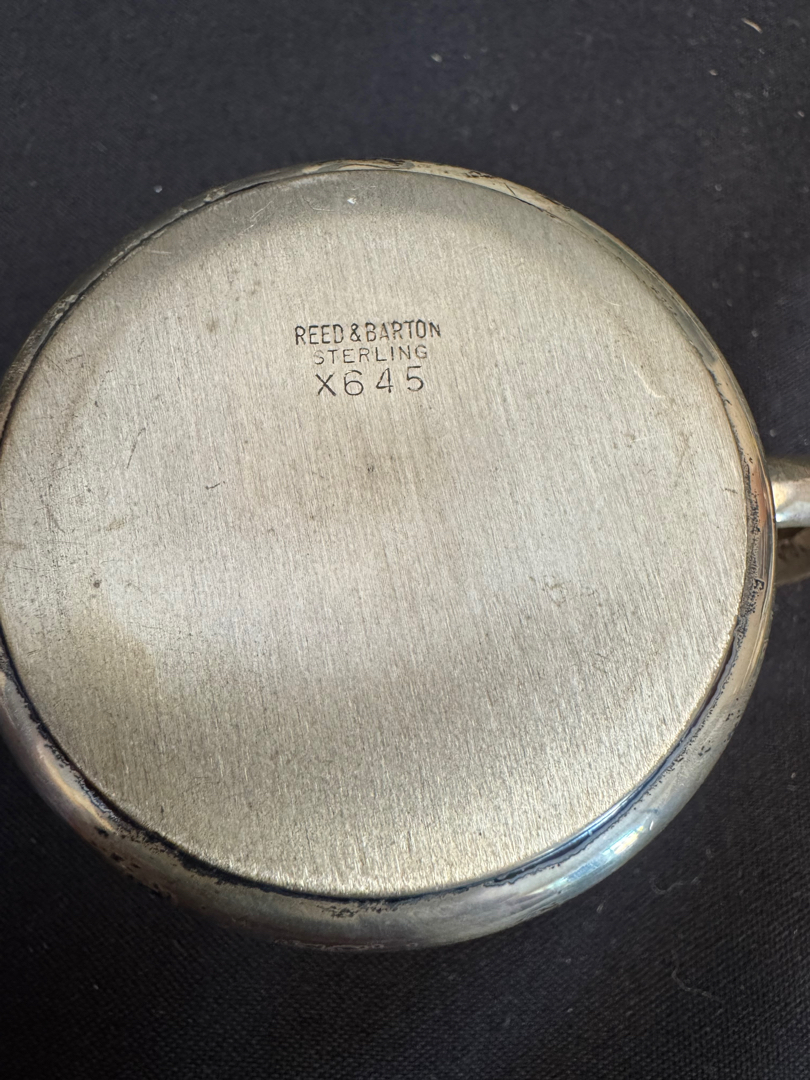 REED & BARTON
STERLING
X645